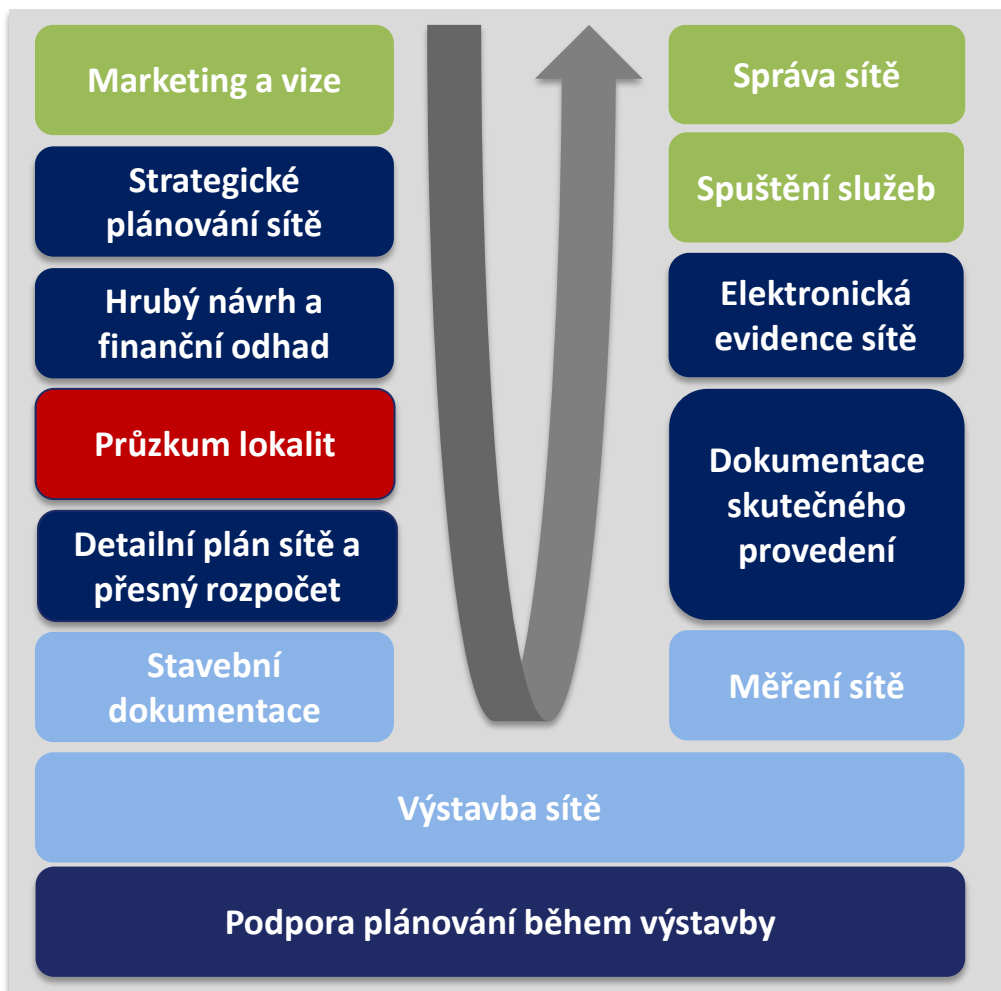 Marketing a vize
Strategické
plánování sítě
Hrubý návrh a
finanční odhad
Průzkum lokalit
Detailní plán sítě a
přesný rozpočet
Stavební
dokumentace
Správa sítě
Spuštění služeb
Elektronická
evidence sítě
Dokumentace
skutečného
provedení
Měření sítě
Výstavba sítě
Podpora plánování během výstavby